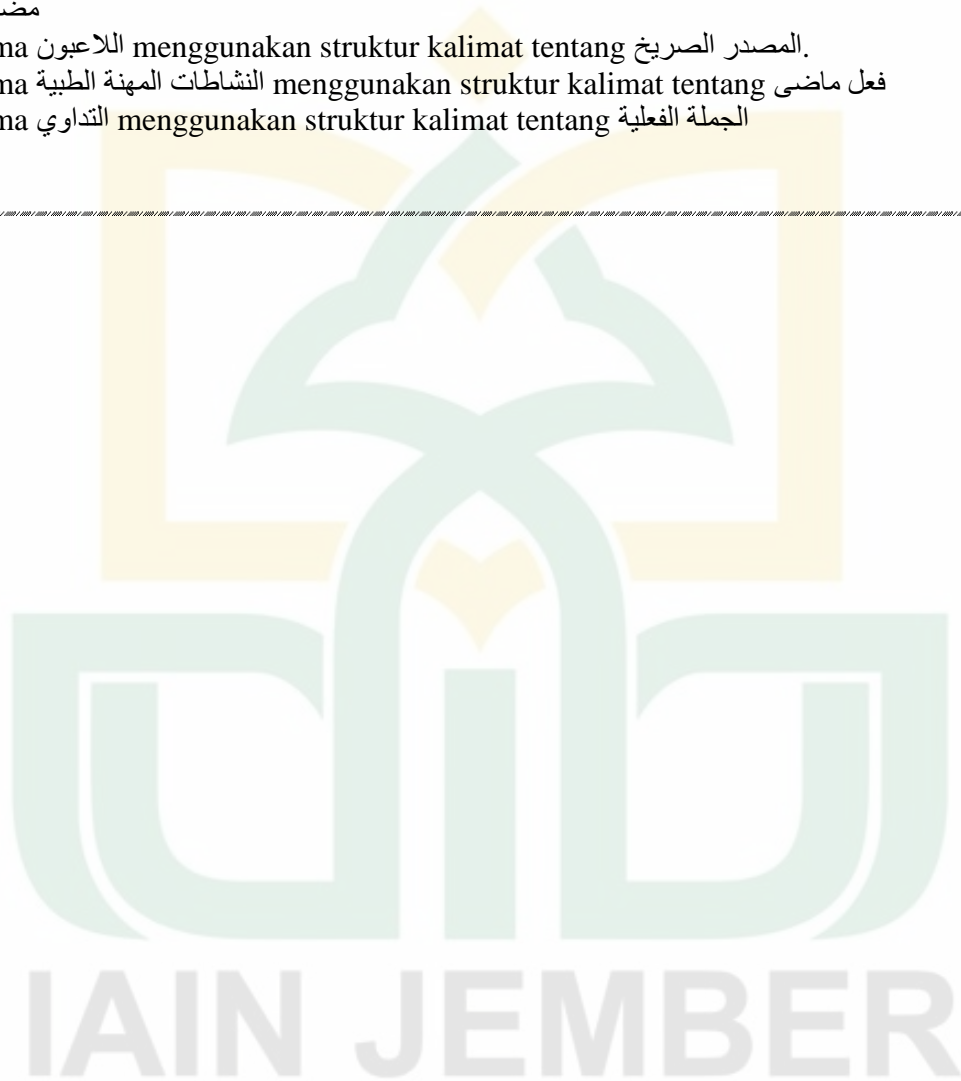 ma اللاعبون menggunakan struktur kalimat tentang المصدر الصريخ.
ma النشاطات المهنة الطبية menggunakan struktur kalimat tentang فعل ماضى
ma التداوي menggunakan struktur kalimat tentang الجملة الفعلية
IAIN JEMBER